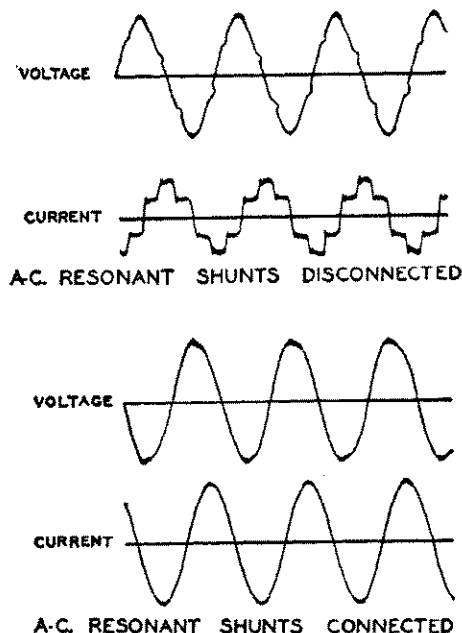 VOLTAGE
CURRENT
A-C. RESONANT SHUNTS DISCONNECTED
VOLTAGE
CURRENT
A-C. RESONANT SHUNTS CONNECTED